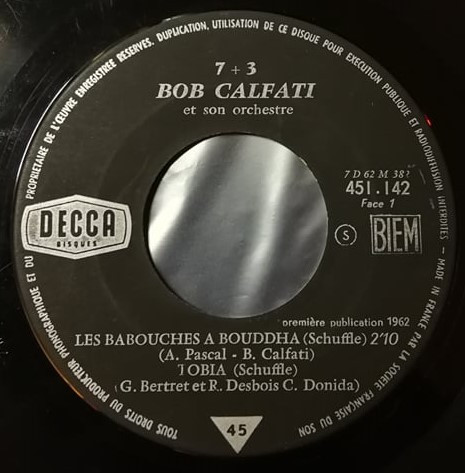 TOUS DROITS DU PRODUCTEUR PHONOGRAPHIQUE ET DU PROPRIETAIRE DE L'ŒUVRE ENREGISTREE RESERVES. DUPLICATION, UTILISATION DE CE DISQUE POUR EXECUTION PUBLIQUE ET RADIODIFFUSION INTERDITES - MADE IN FRANCE PAR LA SOCIETE FRANÇAISE DU SON
7 + 3
BOB CALFATI
et son orchestre
7 D 62 M
451.142
Face 1
DECCA
DISQUES
S
BIEM
première publication 1962
LES BABOUCHES A BOUDDHA (Schuffle) 2'10
(A. Pascal - B. Calfati)
TOBIA (Schuffle)
(G. Bertret et R. Desbois C. Donida)
45